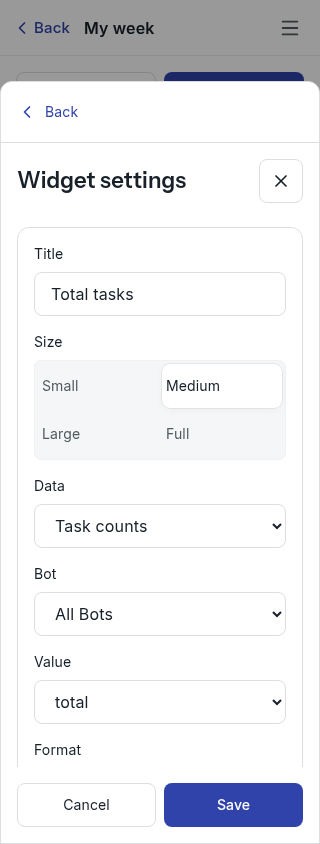 Back My week
Back
Widget settings
Title
Total tasks
Size
Small Medium
Large Full
Data
Task counts
Bot
All Bots
Value
total
Format
Cancel Save